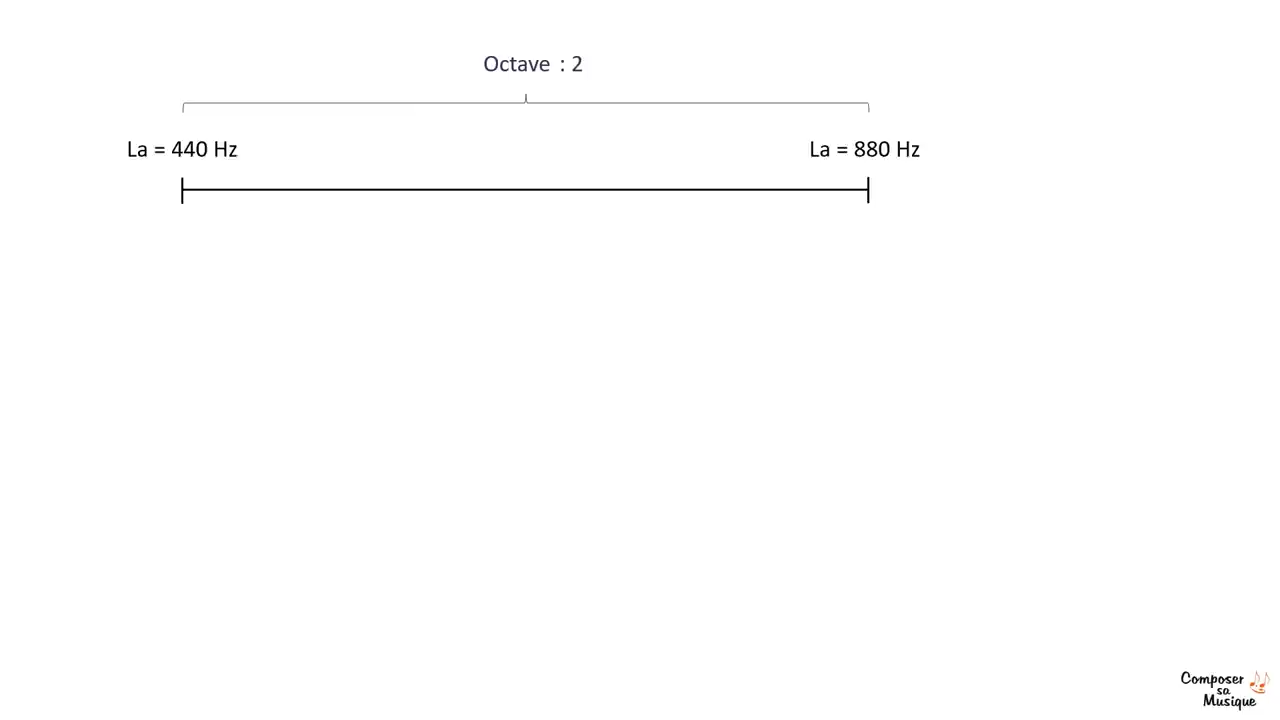 Octave : 2
La = 440 Hz
La = 880 Hz
Composer
sa
Musique